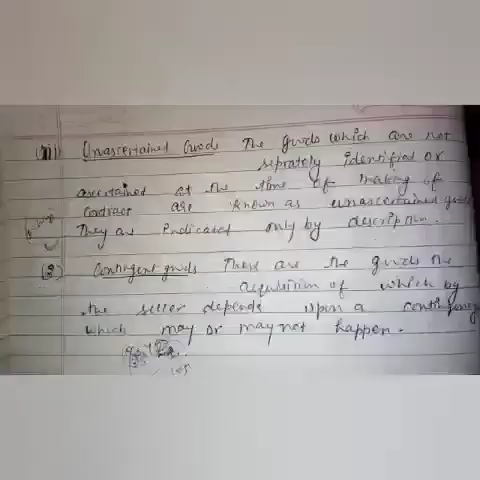 (iii) Unascertained Goods The goods which are not
seprately identified or
ascertained at the time of making of
contract are known as unascertained goods
They are indicated only by description.
(2) Contingent goods These are the goods the
acquisition of which by
the seller depends upon a contingency
which may or may not happen.